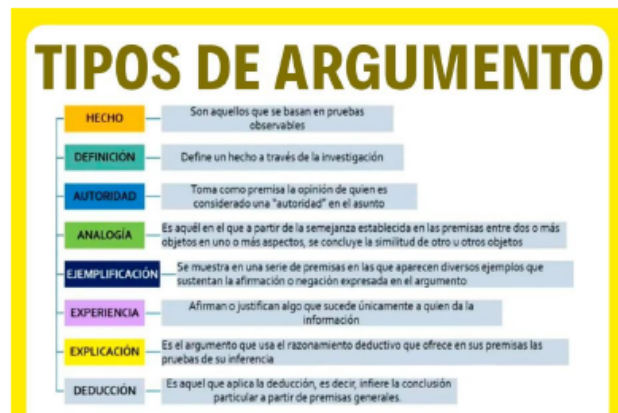 TIPOS DE ARGUMENTO
HECHO
Son aquellos que se basan en pruebas
observables
DEFINICIÓN
Define un hecho a través de la investigación
AUTORIDAD
Toma como premisa la opinión de quien es
considerado una "autoridad" en el asunto
ANALOGÍA
Es aquél en el que a partir de la semejanza establecida en las premisas entre dos o más
objetos en uno o más aspectos, se concluye la similitud de otro u otros objetos
EJEMPLIFICACIÓN
Se muestra en una serie de premisas en las que aparecen diversos ejemplos que
sustentan la afirmación o negación expresada en el argumento
EXPERIENCIA
Afirman o justifican algo que sucede únicamente a quien da la
información
EXPLICACIÓN
Es el argumento que usa el razonamiento deductivo que ofrece en sus premisas las
pruebas de su inferencia
DEDUCCIÓN
Es aquel que aplica la deducción, es decir, infiere la conclusión
particular a partir de premisas generales.